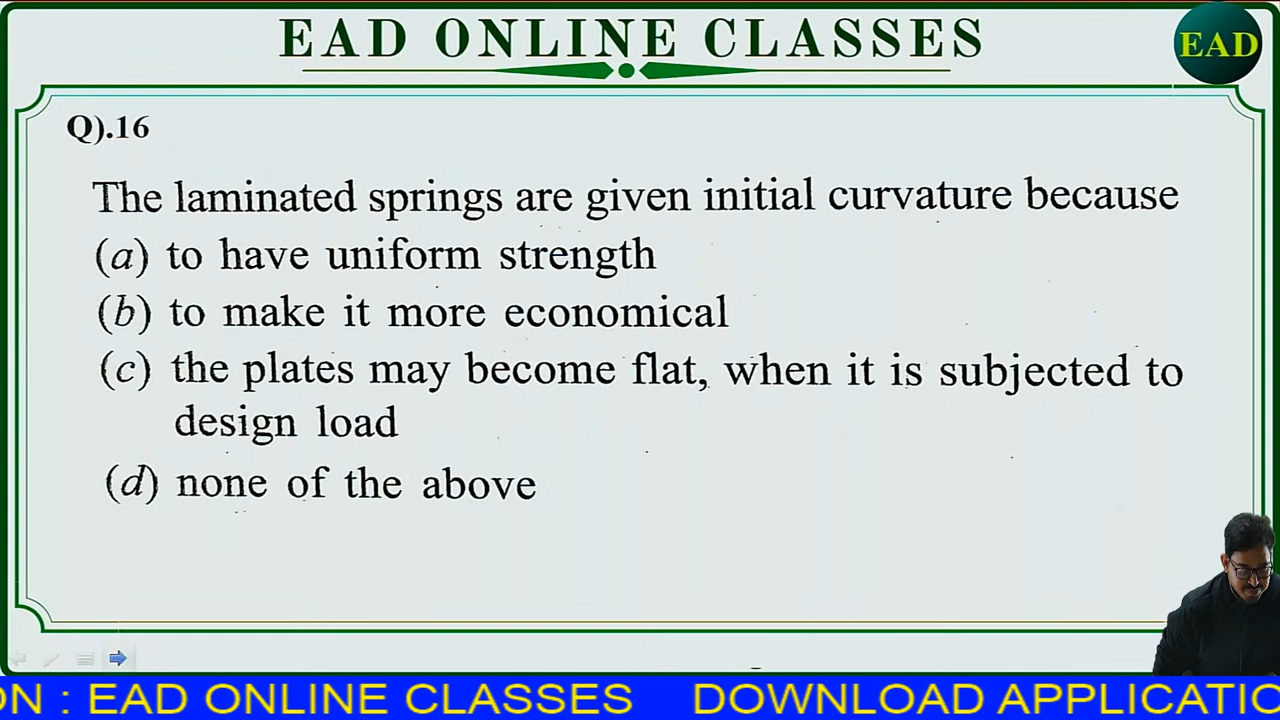 EAD ONLINE CLASSES
EAD
Q).16
The laminated springs are given initial curvature because
(a) to have uniform strength
(b) to make it more economical
(c) the plates may become flat, when it is subjected to
design load
(d) none of the above
ON : EAD ONLINE CLASSES DOWNLOAD APPLICATIO